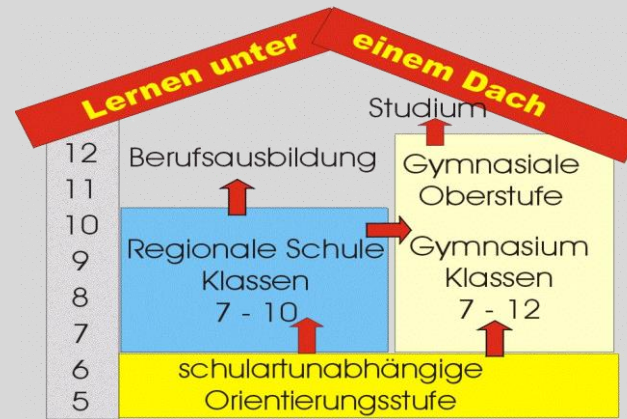 Lernen unter einem Dach
Studium
12
11
10
9
8
7
6
5
Berufsausbildung
Gymnasiale
Oberstufe
Regionale Schule
Klassen
7 - 10
Gymnasium
Klassen
7 - 12
schulartunabhängige
Orientierungsstufe